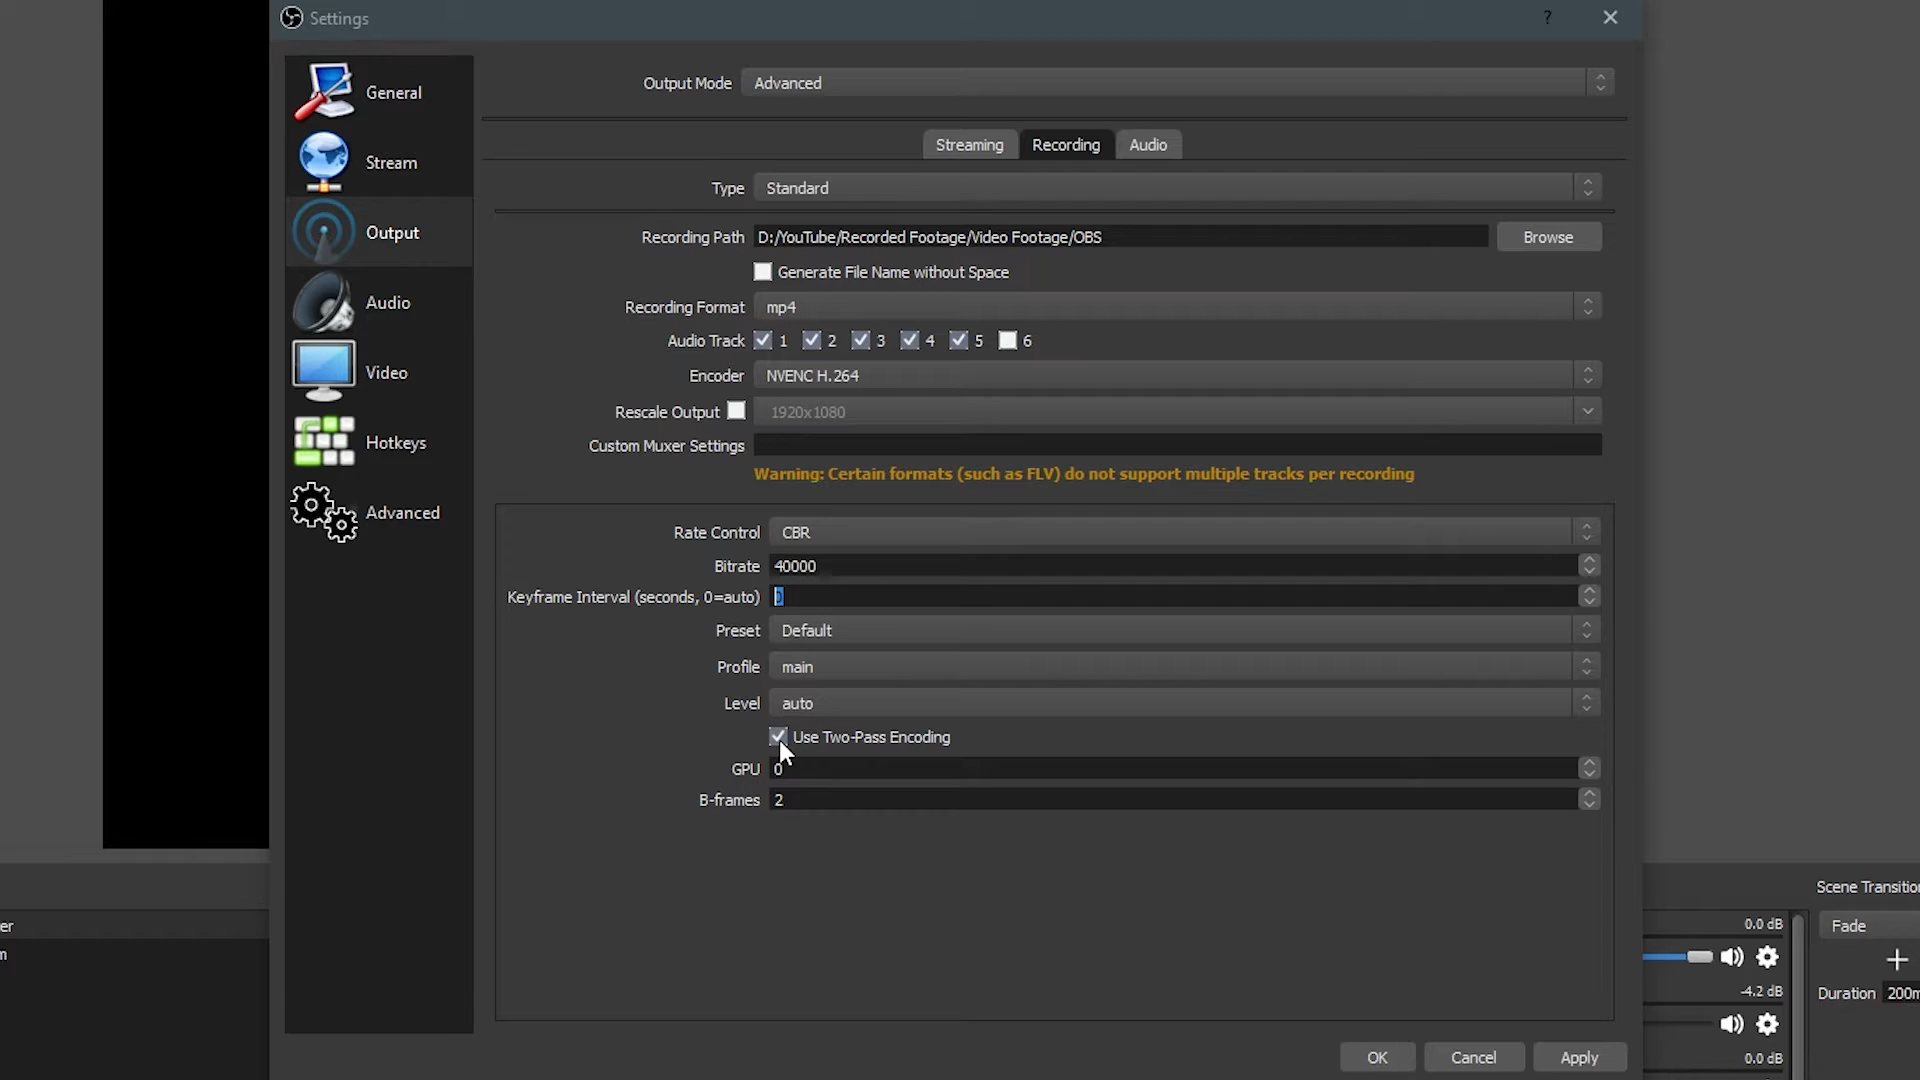 Settings
?
General
Stream
Output
Audio
Video
Hotkeys
Advanced
Output Mode Advanced
Streaming Recording Audio
Type Standard
Recording Path D:/YouTube/Recorded Footage/Video Footage/OBS Browse
Generate File Name without Space
Recording Format mp4
Audio Track 1 2 3 4 5 6
Encoder NVENC H.264
Rescale Output 1920x1080
Custom Muxer Settings
Warning: Certain formats (such as FLV) do not support multiple tracks per recording
Rate Control CBR
Bitrate 40000
Keyframe Interval (seconds, 0=auto) 0
Preset Default
Profile main
Level auto
Use Two-Pass Encoding
GPU 0
B-frames 2
OK Cancel Apply
er
m
0.0 dB
-4.2 dB
0.0 dB
Scene Transition
Fade
Duration 200m